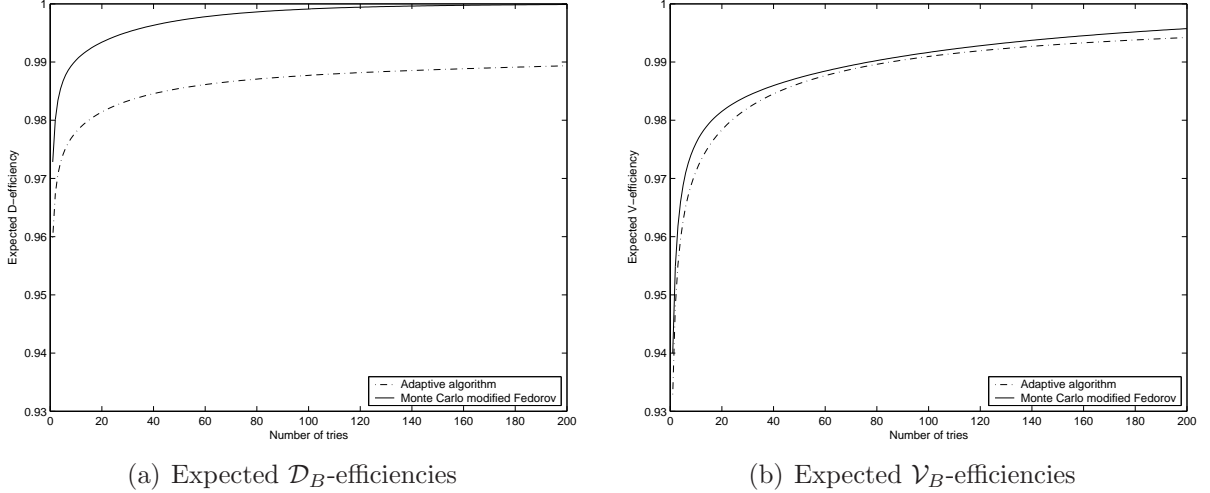 1
0.99
0.98
0.97
0.96
0.95
0.94
0.93
Expected D-efficiency
0 20 40 60 80 100 120 140 160 180 200
Number of tries
Adaptive algorithm
Monte Carlo modified Fedorov
(a) Expected 𝒟_B-efficiencies
1
0.99
0.98
0.97
0.96
0.95
0.94
0.93
Expected V-efficiency
0 20 40 60 80 100 120 140 160 180 200
Number of tries
Adaptive algorithm
Monte Carlo modified Fedorov
(b) Expected 𝒱_B-efficiencies